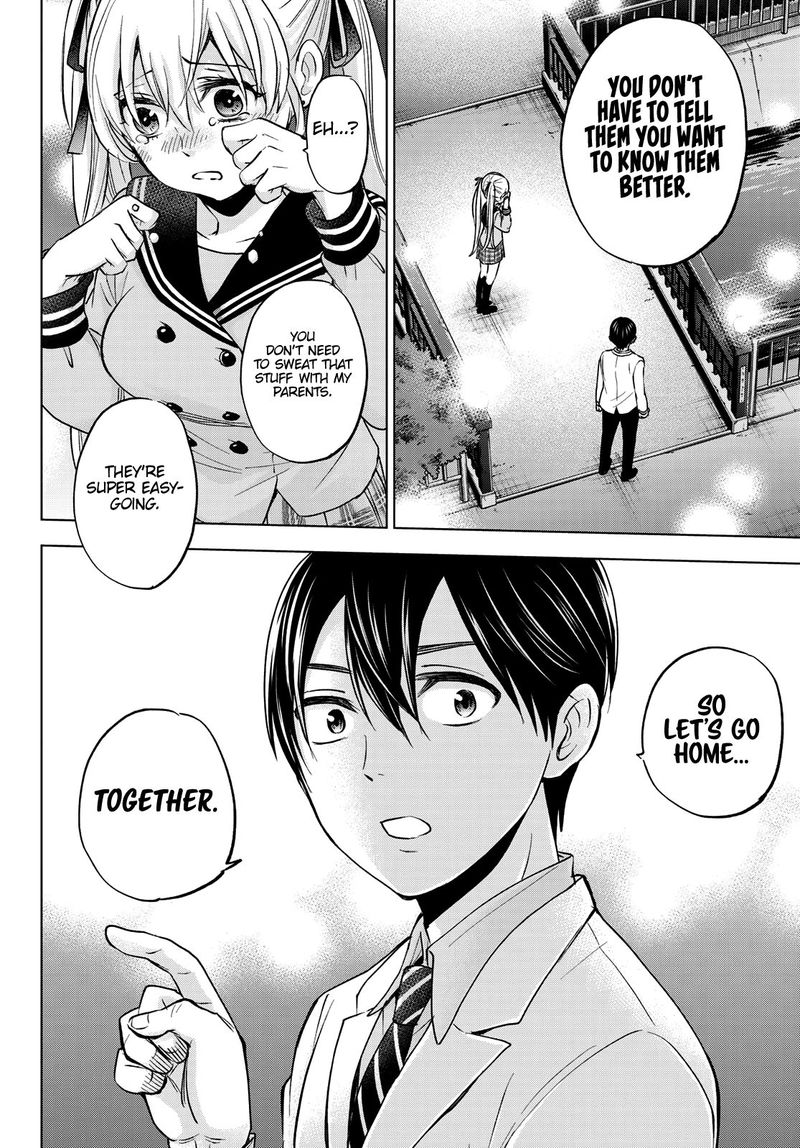 YOU DON'T
HAVE TO TELL
THEM YOU WANT
TO KNOW THEM
BETTER.
EH...?
YOU
DON'T NEED
TO SWEAT THAT
STUFF WITH MY
PARENTS.
THEY'RE
SUPER EASY-
GOING.
SO
LET'S GO
HOME...
TOGETHER.